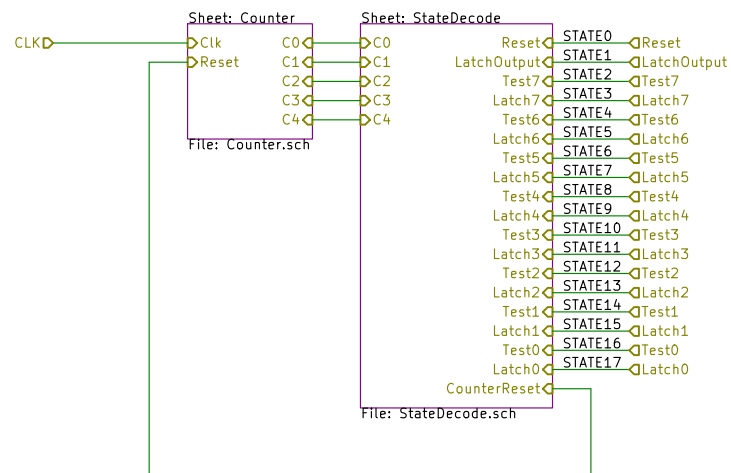 Sheet: Counter Sheet: StateDecode
CLK Clk C0 C0 Reset STATE0 Reset
Reset C1 C1 LatchOutput STATE1 LatchOutput
C2 C2 Test7 STATE2 Test7
C3 C3 Latch7 STATE3 Latch7
C4 C4 Test6 STATE4 Test6
File: Counter.sch Latch6 STATE5 Latch6
Test5 STATE6 Test5
Latch5 STATE7 Latch5
Test4 STATE8 Test4
Latch4 STATE9 Latch4
Test3 STATE10 Test3
Latch3 STATE11 Latch3
Test2 STATE12 Test2
Latch2 STATE13 Latch2
Test1 STATE14 Test1
Latch1 STATE15 Latch1
Test0 STATE16 Test0
Latch0 STATE17 Latch0
CounterReset
File: StateDecode.sch